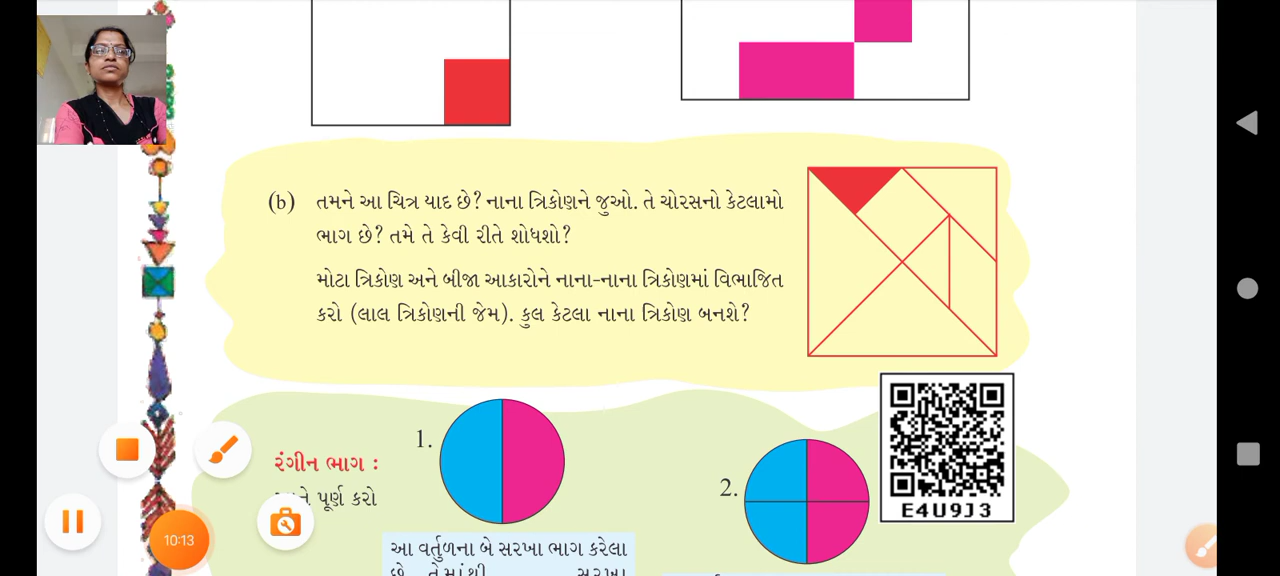 (b) તમને આ ચિત્ર યાદ છે? નાના ત્રિકોણને જુઓ. તે ચોરસનો કેટલામો
ભાગ છે? તમે તે કેવી રીતે શોધશો?
મોટા ત્રિકોણ અને બીજા આકારોને નાના-નાના ત્રિકોણમાં વિભાજિત
કરો (લાલ ત્રિકોણની જેમ). કુલ કેટલા નાના ત્રિકોણ બનશે?
E4U9J3
1.
રંગીન ભાગ :
2.
પૂર્ણ કરો
આ વર્તુળના બે સરખા ભાગ કરેલા
છે. તેમાંથી સરખા
10:13